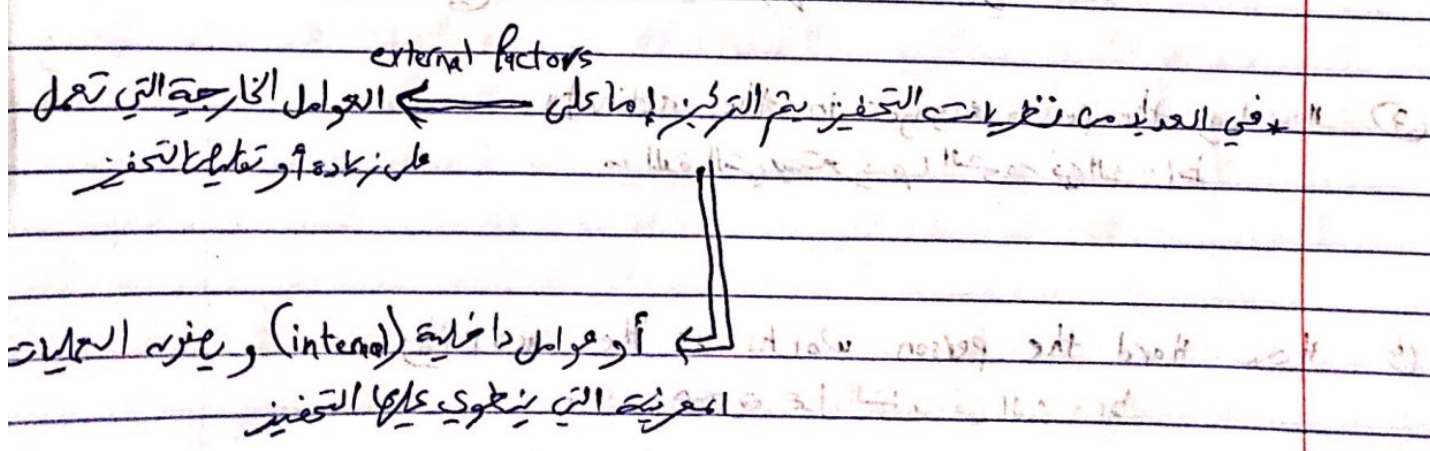 external factors
* في العديد من نظريات التحفيز يتم التركيز إما على ⟸ العوامل الخارجية التي تعمل
على زيادة أو تقليل التحفيز
أو عوامل داخلية (internal) و العمليات
المعرفية التي ينطوي عليها التحفيز